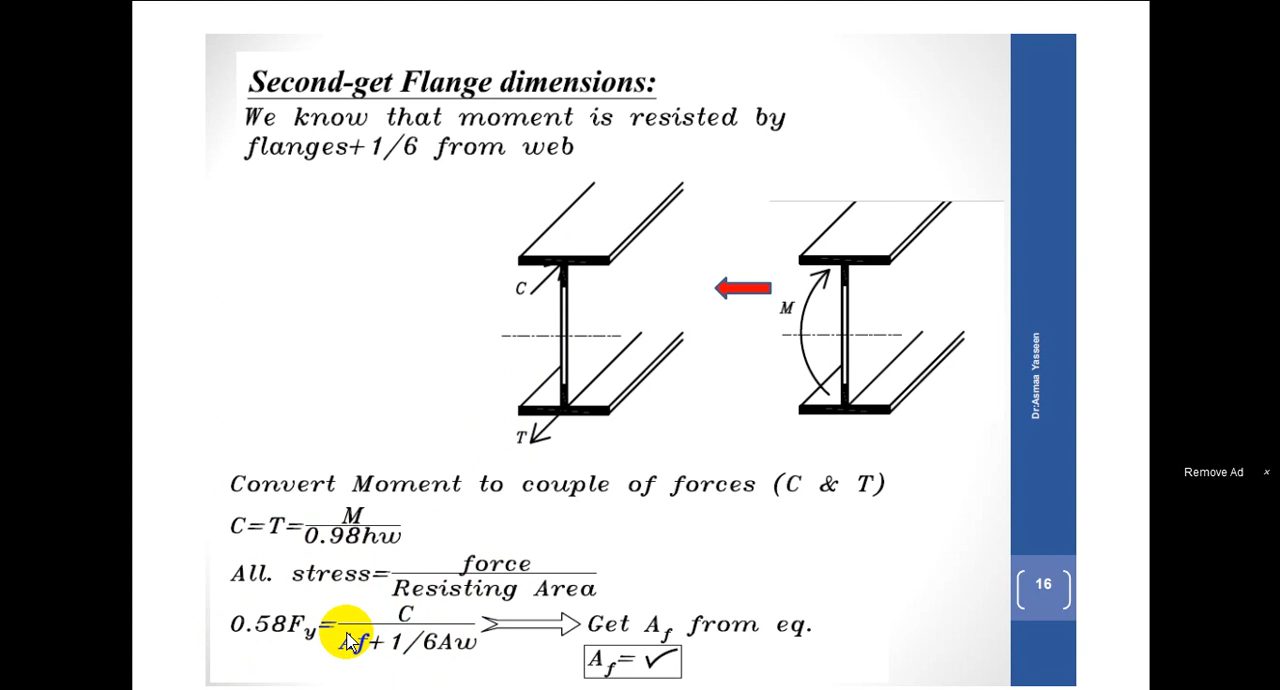 Second-get Flange dimensions:
We know that moment is resisted by
flanges+1/6 from web
C
T
M
Convert Moment to couple of forces (C & T)
C=T=M/0.98hw
All. stress=force/Resisting Area
0.58Fy=C/Af+1/6Aw Get Af from eq.
Af= ✓
Dr:Asmaa Yasseen
16
Remove Ad ×